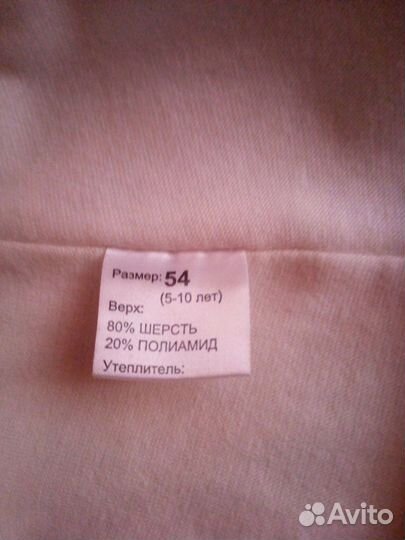 Размер: 54
(5-10 лет)
Верх:
80% ШЕРСТЬ
20% ПОЛИАМИД
Утеплитель:
Avito